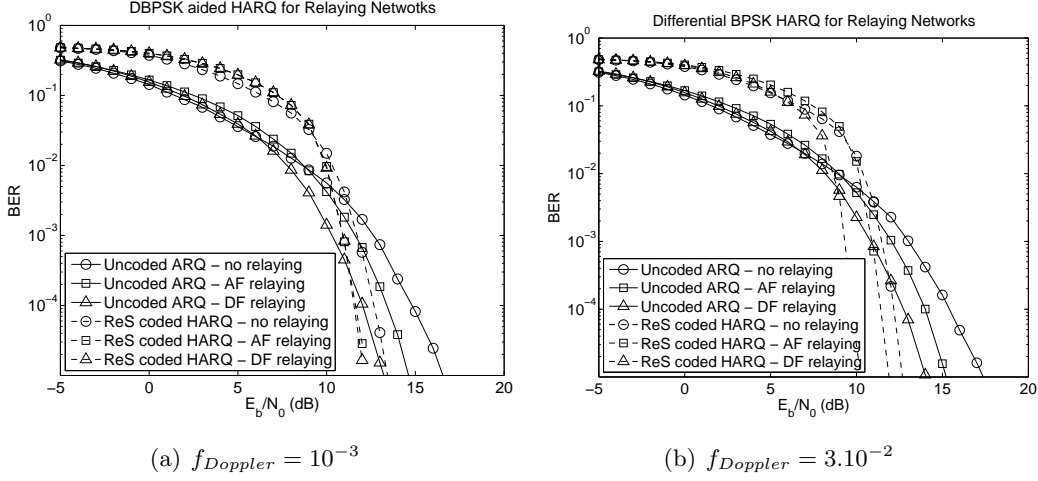 DBPSK aided HARQ for Relaying Netwotks
10^0
10^-1
10^-2
10^-3
10^-4
BER
Uncoded ARQ – no relaying
Uncoded ARQ – AF relaying
Uncoded ARQ – DF relaying
ReS coded HARQ – no relaying
ReS coded HARQ – AF relaying
ReS coded HARQ – DF relaying
−5 0 5 10 15 20
E_b/N_0 (dB)
(a) f_{Doppler} = 10^{-3}
Differential BPSK HARQ for Relaying Networks
10^0
10^-1
10^-2
10^-3
10^-4
BER
Uncoded ARQ – no relaying
Uncoded ARQ – AF relaying
Uncoded ARQ – DF relaying
ReS coded HARQ – no relaying
ReS coded HARQ – AF relaying
ReS coded HARQ – DF relaying
−5 0 5 10 15 20
E_b/N_0 (dB)
(b) f_{Doppler} = 3.10^{-2}